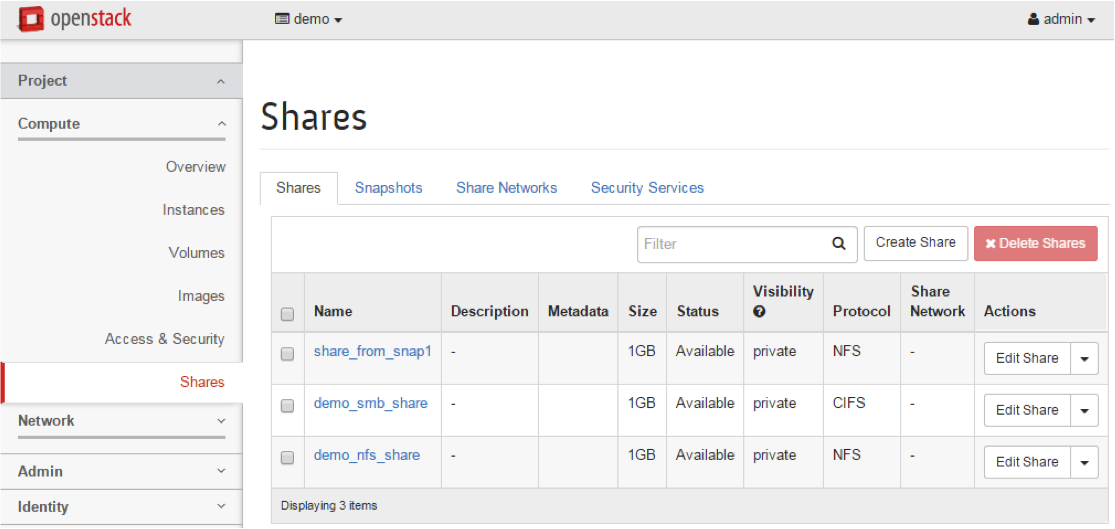 openstack demo admin
Project
Compute
Overview
Instances
Volumes
Images
Access & Security
Shares
Network
Admin
Identity
Shares
Shares Snapshots Share Networks Security Services
Filter Create Share Delete Shares
Name Description Metadata Size Status Visibility Protocol Share Network Actions
share_from_snap1 - 1GB Available private NFS - Edit Share
demo_smb_share - 1GB Available private CIFS - Edit Share
demo_nfs_share - 1GB Available private NFS - Edit Share
Displaying 3 items